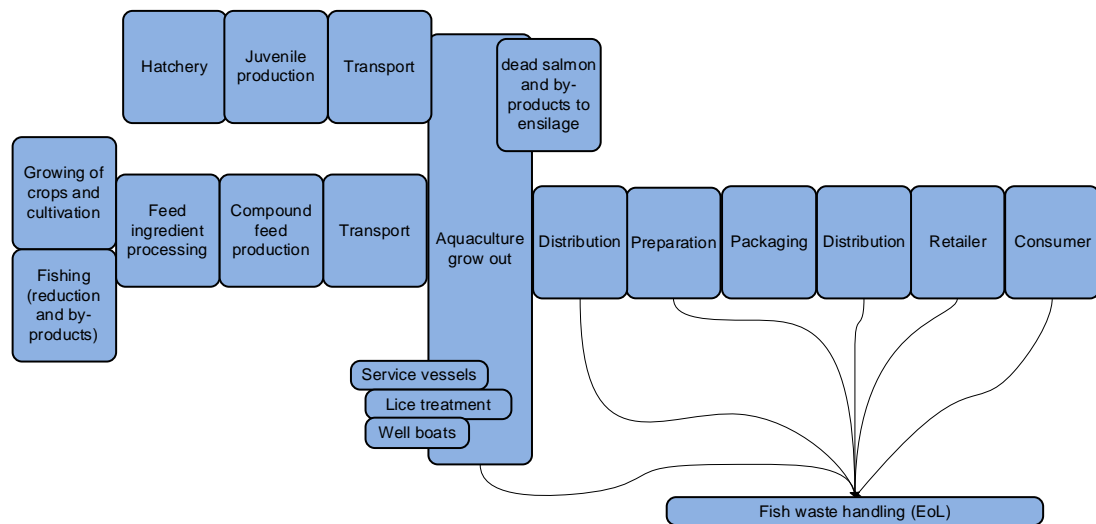 Hatchery
Juvenile
production
Transport
dead salmon
and by-
products to
ensilage
Growing of
crops and
cultivation
Fishing
(reduction
and by-
products)
Feed
ingredient
processing
Compound
feed
production
Transport
Aquaculture
grow out
Distribution
Preparation
Packaging
Distribution
Retailer
Consumer
Service vessels
Lice treatment
Well boats
Fish waste handling (EoL)